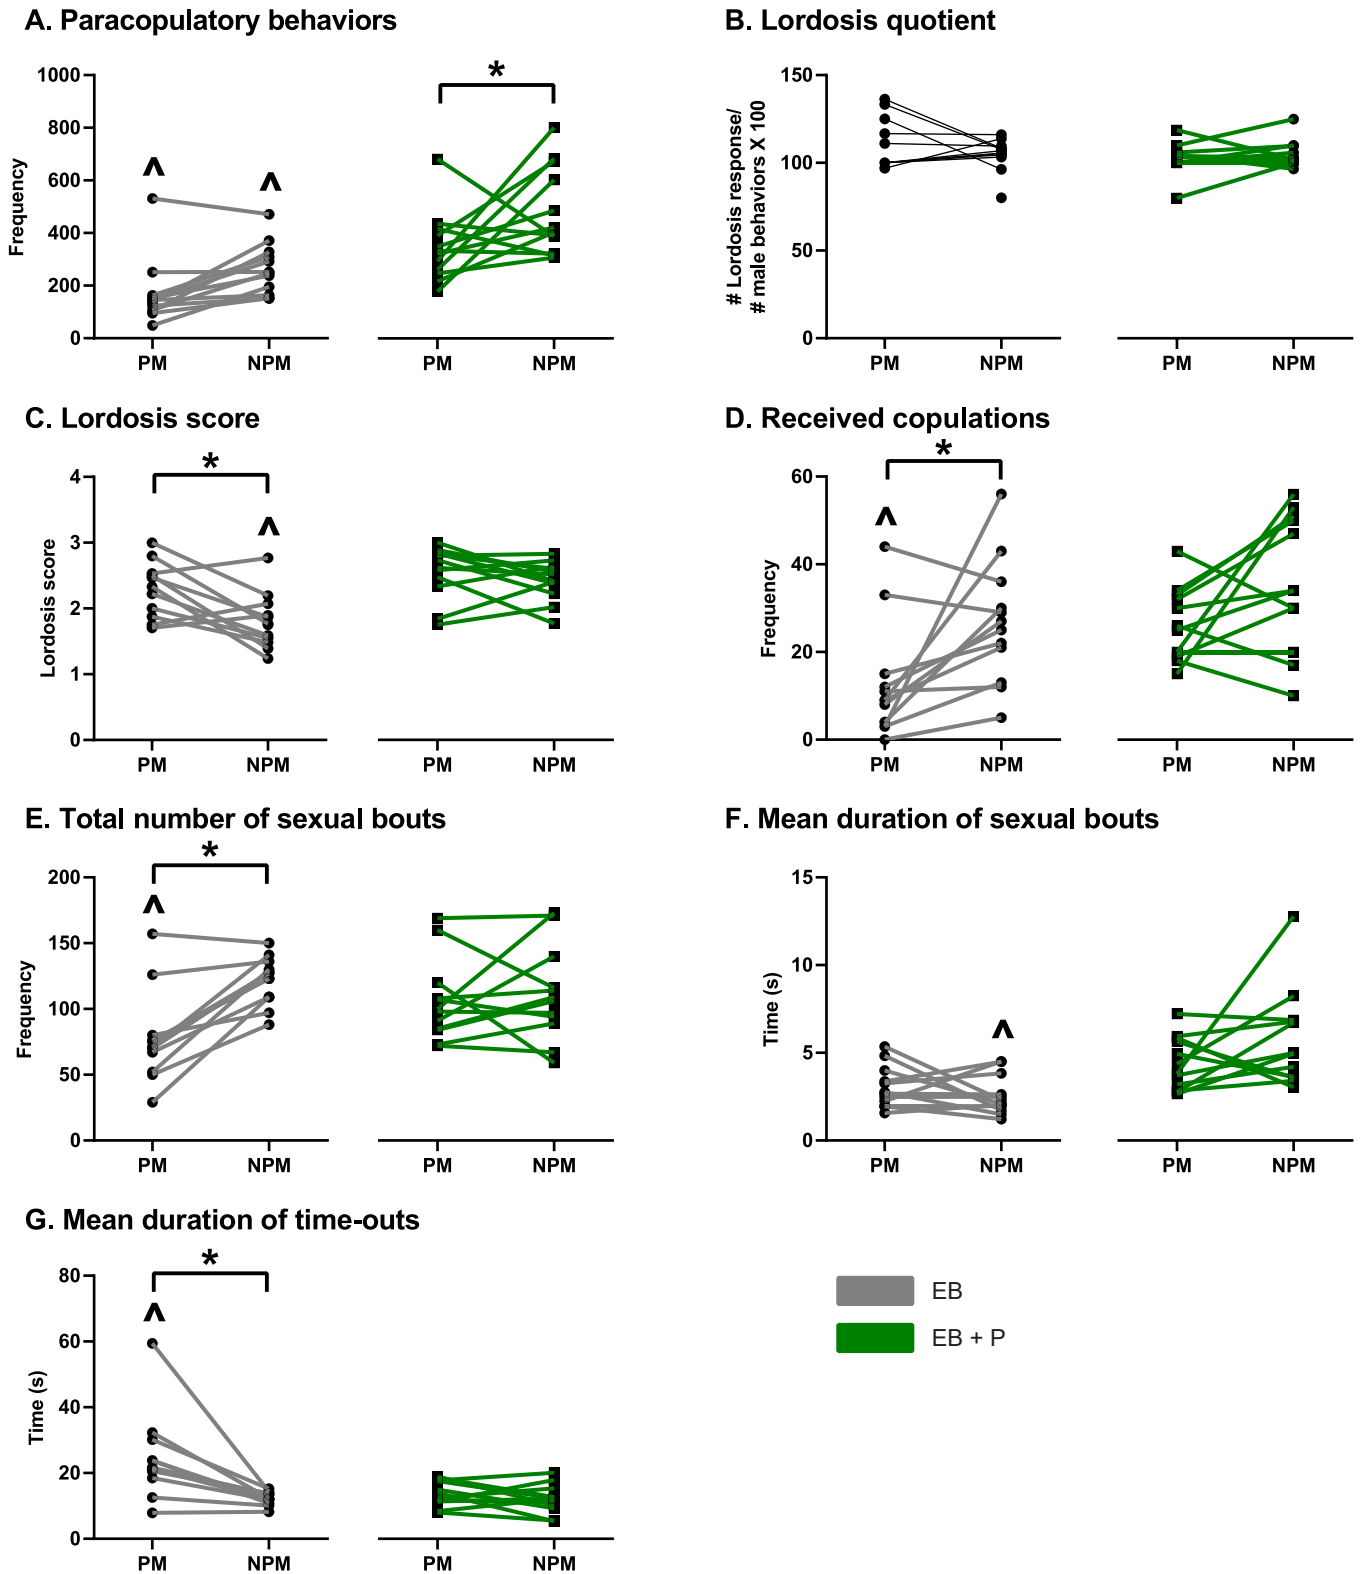 A. Paracopulatory behaviors
B. Lordosis quotient
*
1000
800
600
400
200
0
Frequency
^
^
PM
NPM
PM
NPM
150
100
50
0
# Lordosis response/
# male behaviors X 100
PM
NPM
PM
NPM
C. Lordosis score
D. Received copulations
*
4
3
2
1
0
Lordosis score
^
PM
NPM
PM
NPM
*
60
40
20
0
Frequency
^
PM
NPM
PM
NPM
E. Total number of sexual bouts
F. Mean duration of sexual bouts
*
200
150
100
50
0
Frequency
^
PM
NPM
PM
NPM
15
10
5
0
Time (s)
^
PM
NPM
PM
NPM
G. Mean duration of time-outs
*
80
60
40
20
0
Time (s)
^
PM
NPM
PM
NPM
EB
EB + P